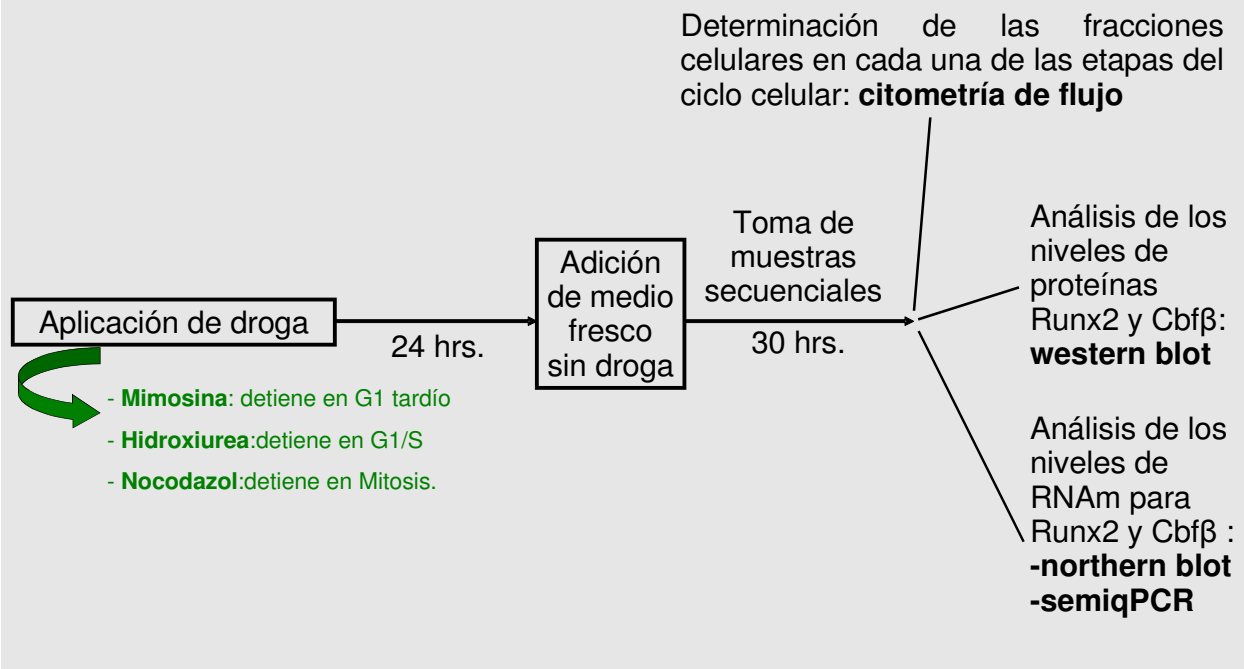 Determinación de las fracciones
celulares en cada una de las etapas del
ciclo celular: citometría de flujo
Aplicación de droga
24 hrs.
Adición
de medio
fresco
sin droga
Toma de
muestras
secuenciales
30 hrs.
- Mimosina: detiene en G1 tardío
- Hidroxiurea:detiene en G1/S
- Nocodazol:detiene en Mitosis.
Análisis de los
niveles de
proteínas
Runx2 y Cbfβ:
western blot
Análisis de los
niveles de
RNAm para
Runx2 y Cbfβ :
-northern blot
-semiqPCR